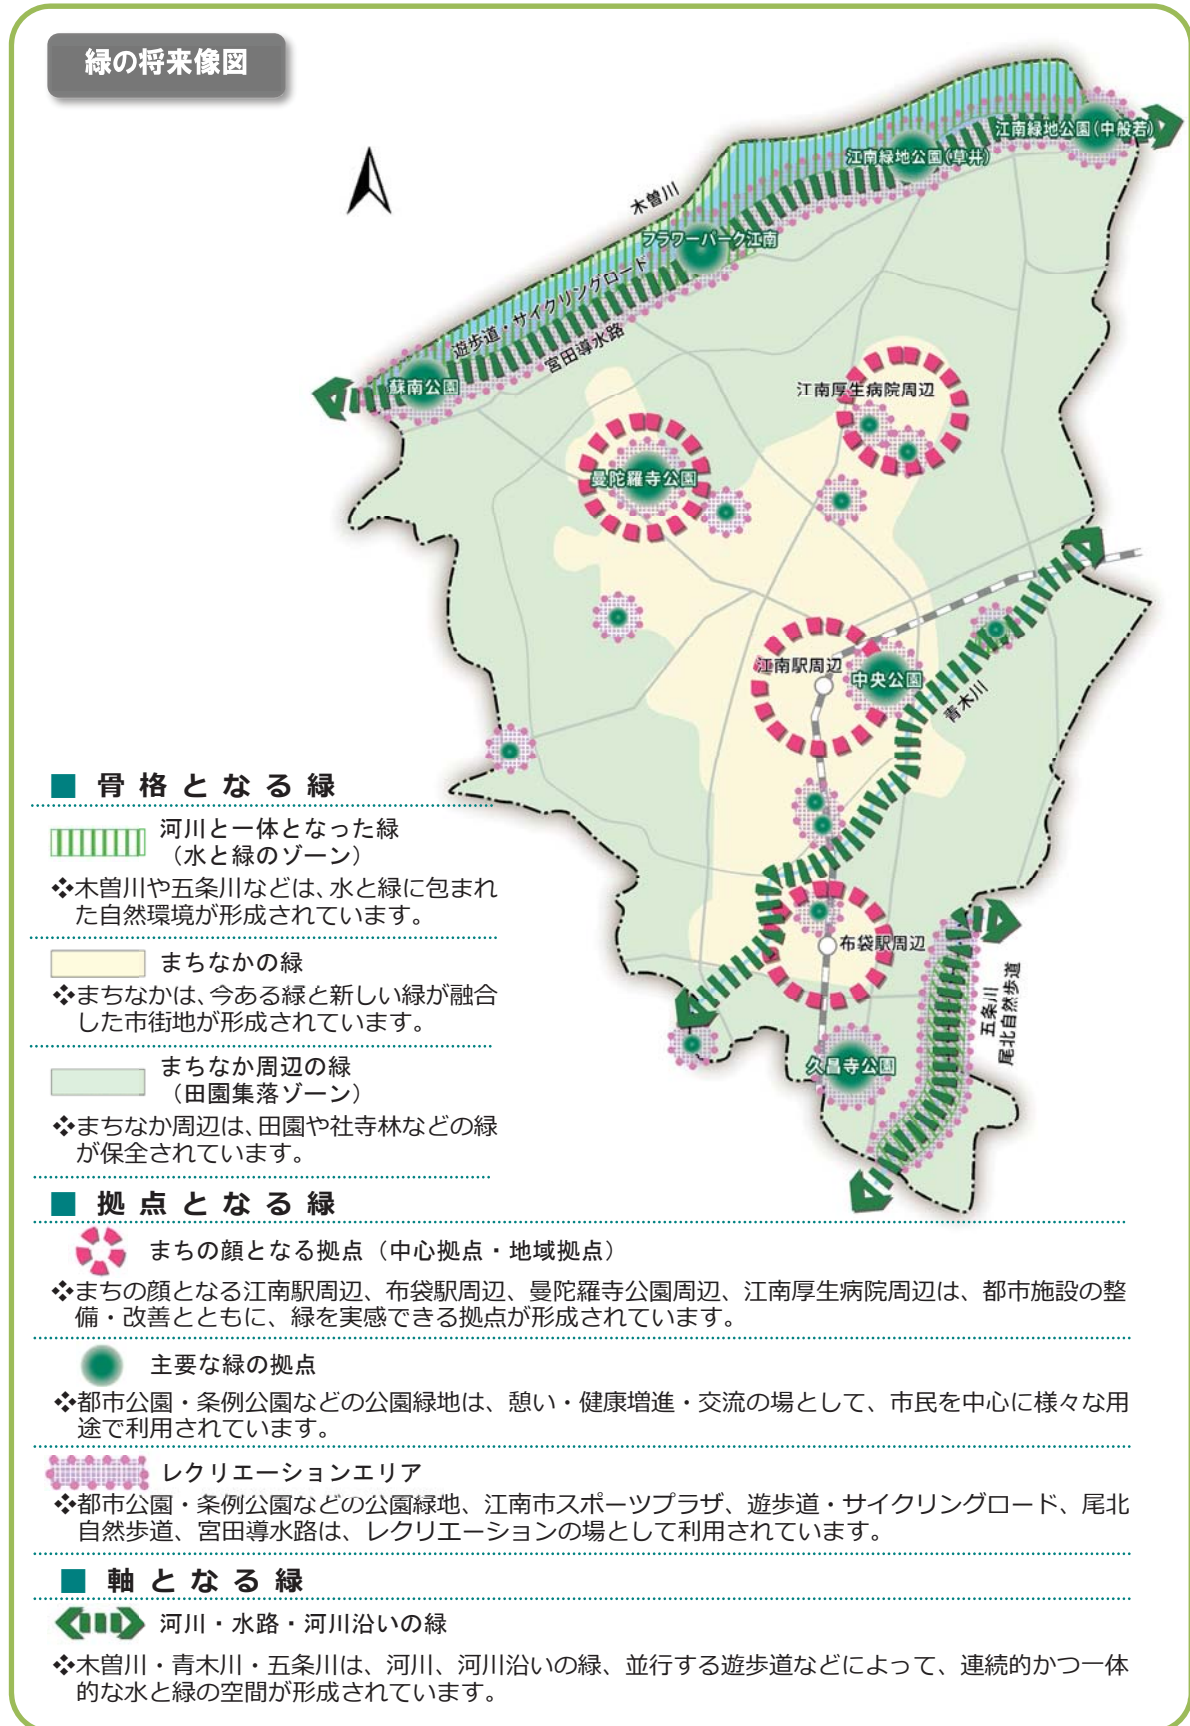 緑の将来像図
江南緑地公園(中般若)
江南緑地公園(草井)
木曽川
フラワーパーク江南
遊歩道・サイクリングロード
宮田導水路
蘇南公園
江南厚生病院周辺
曼陀羅寺公園
江南駅周辺
中央公園
青木川
布袋駅周辺
五条川
尾北自然歩道
久昌寺公園
■ 骨格となる緑
河川と一体となった緑
（水と緑のゾーン）
❖木曽川や五条川などは、水と緑に包まれ
た自然環境が形成されています。
まちなかの緑
❖まちなかは、今ある緑と新しい緑が融合
した市街地が形成されています。
まちなか周辺の緑
（田園集落ゾーン）
❖まちなか周辺は、田園や社寺林などの緑
が保全されています。
■ 拠点となる緑
まちの顔となる拠点（中心拠点・地域拠点）
❖まちの顔となる江南駅周辺、布袋駅周辺、曼陀羅寺公園周辺、江南厚生病院周辺は、都市施設の整
備・改善とともに、緑を実感できる拠点が形成されています。
主要な緑の拠点
❖都市公園・条例公園などの公園緑地は、憩い・健康増進・交流の場として、市民を中心に様々な用
途で利用されています。
レクリエーションエリア
❖都市公園・条例公園などの公園緑地、江南市スポーツプラザ、遊歩道・サイクリングロード、尾北
自然歩道、宮田導水路は、レクリエーションの場として利用されています。
■ 軸となる緑
河川・水路・河川沿いの緑
❖木曽川・青木川・五条川は、河川、河川沿いの緑、並行する遊歩道などによって、連続的かつ一体
的な水と緑の空間が形成されています。